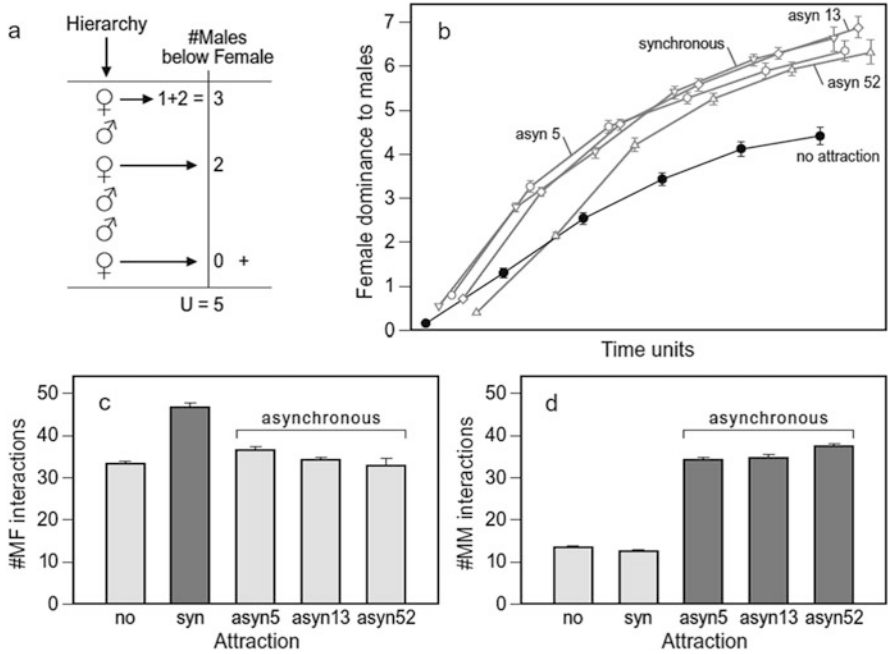 a
Hierarchy
#Males
below Female
♀ 1+2 = 3
♂
♀ 2
♂
♂
♀ 0 +
U = 5
b
Female dominance to males
7
6
5
4
3
2
1
0
asyn 13
synchronous
asyn 52
asyn 5
no attraction
Time units
c
#MF interactions
50
40
30
20
10
0
asynchronous
no syn asyn5 asyn13 asyn52
Attraction
d
#MM interactions
50
40
30
20
10
0
asynchronous
no syn asyn5 asyn13 asyn52
Attraction